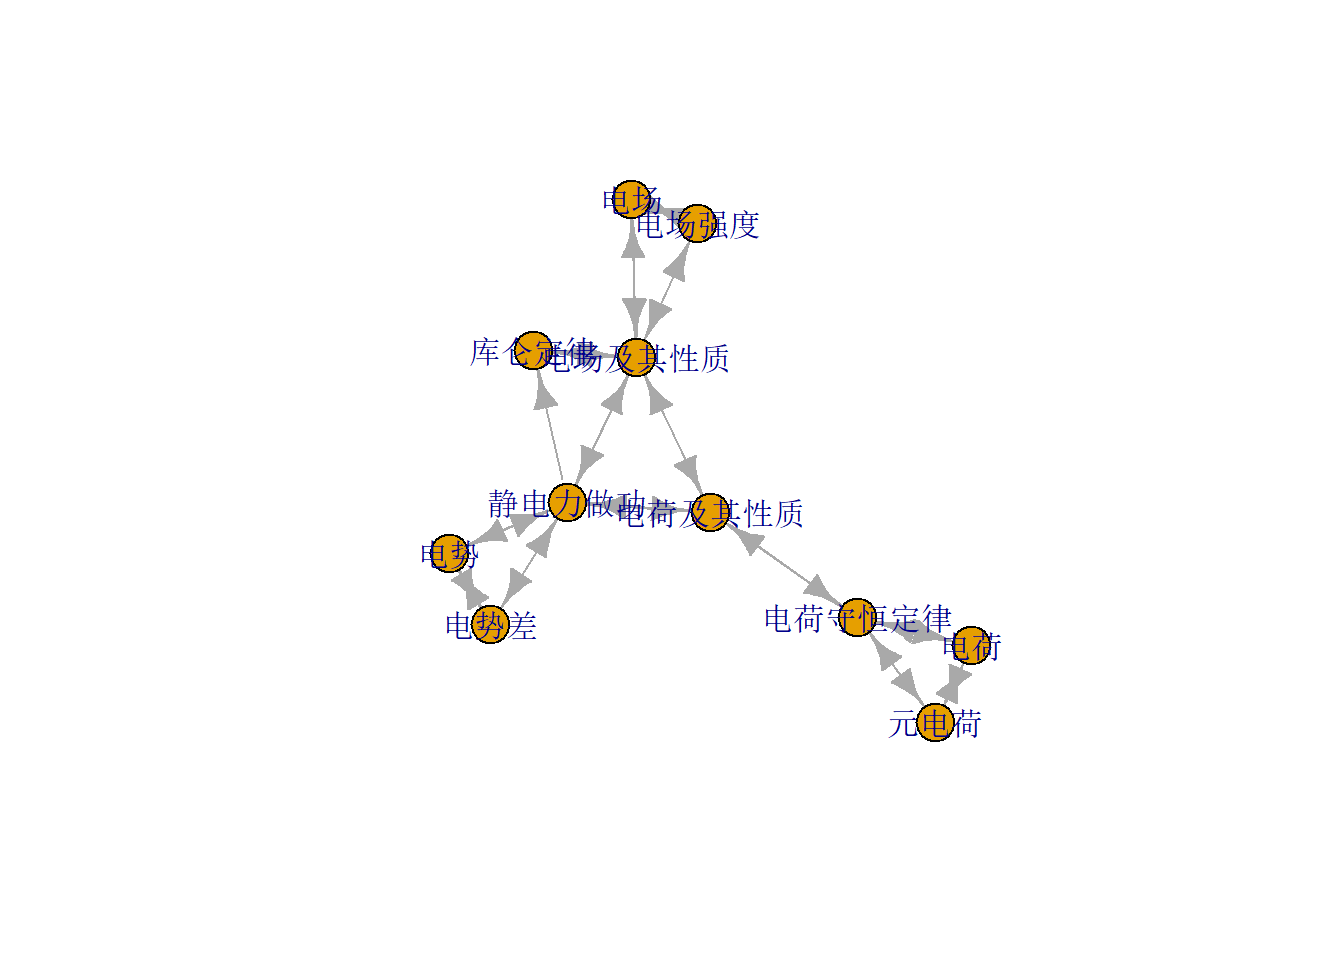 电场
电场强度
库仑定律
电场及其性质
静电力做功
电荷及其性质
电势
电势差
电荷守恒定律
电荷
元电荷